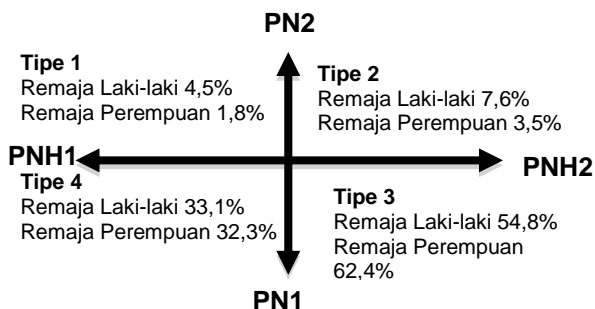 PN2
Tipe 1
Remaja Laki-laki 4,5%
Remaja Perempuan 1,8%
Tipe 2
Remaja Laki-laki 7,6%
Remaja Perempuan 3,5%
PNH1
PNH2
Tipe 4
Remaja Laki-laki 33,1%
Remaja Perempuan 32,3%
Tipe 3
Remaja Laki-laki 54,8%
Remaja Perempuan
62,4%
PN1